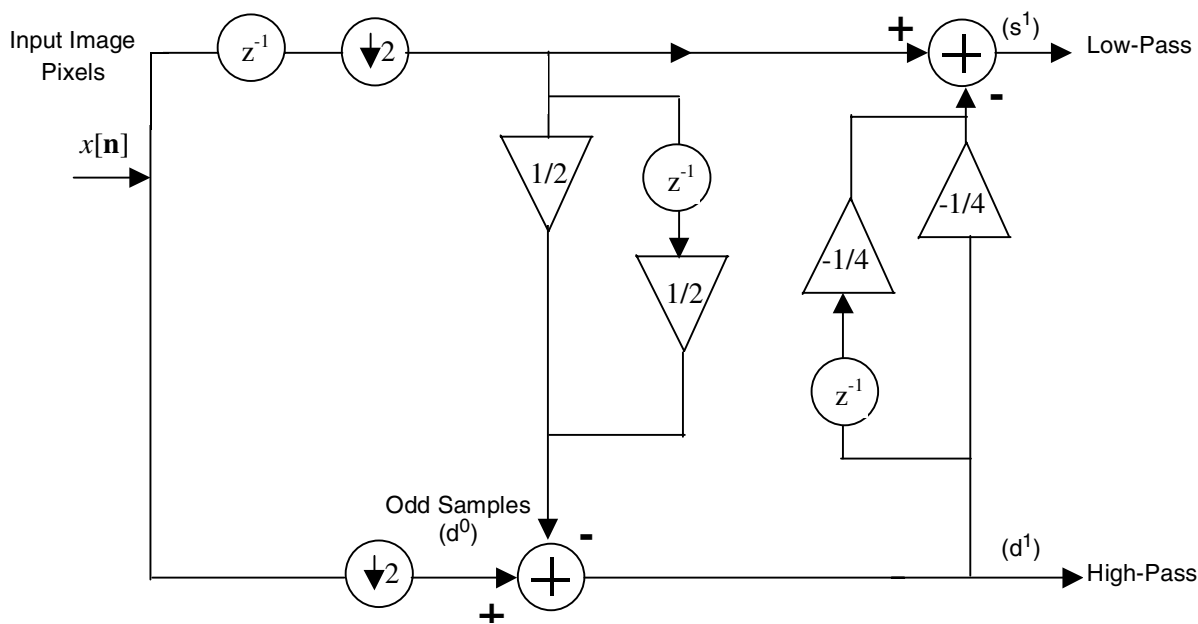 Input Image
Pixels
z⁻¹
↓2
+
+
(s¹)
Low-Pass
-
x[n]
1/2
z⁻¹
1/2
-1/4
-1/4
z⁻¹
Odd Samples
(d⁰)
-
↓2
+
+
-
(d¹)
High-Pass